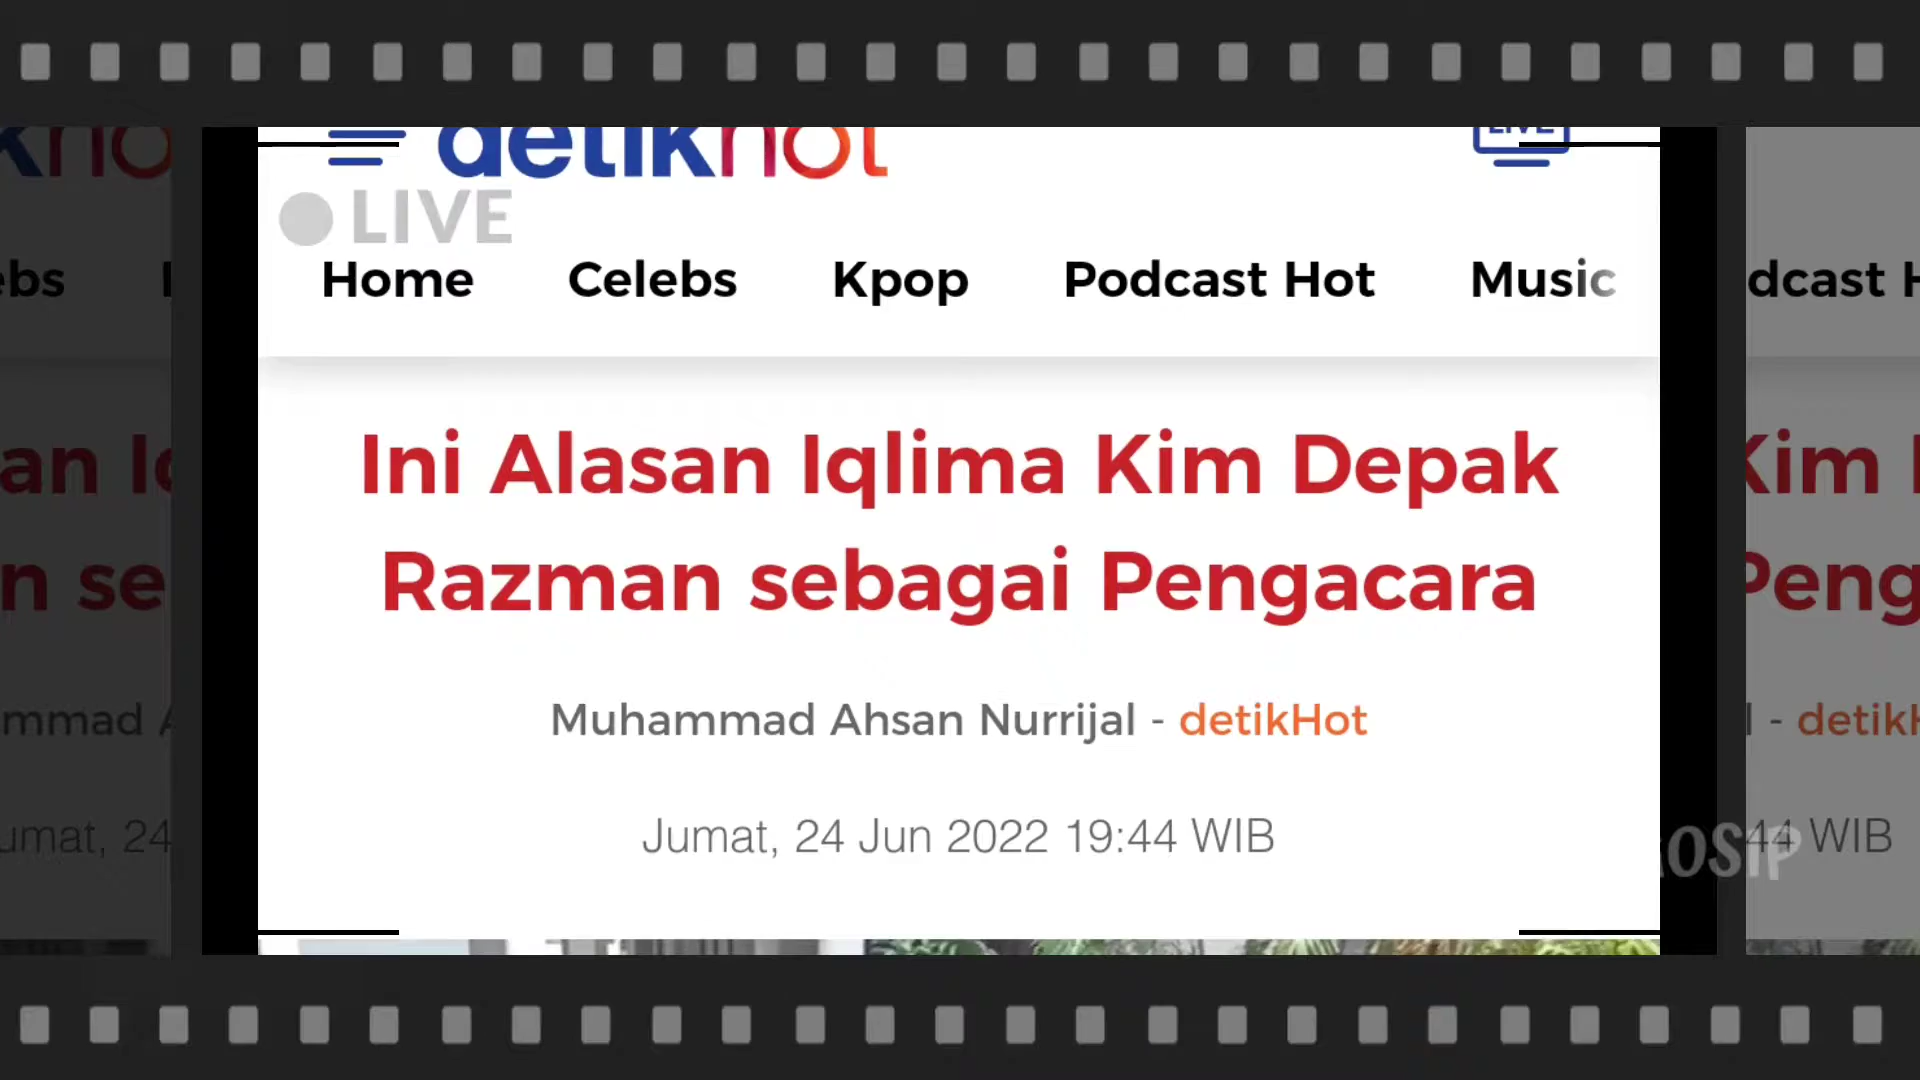 detikhot
LIVE
LIVE
Home Celebs Kpop Podcast Hot Music
Ini Alasan Iqlima Kim Depak
Razman sebagai Pengacara
Muhammad Ahsan Nurrijal - detikHot
Jumat, 24 Jun 2022 19:44 WIB